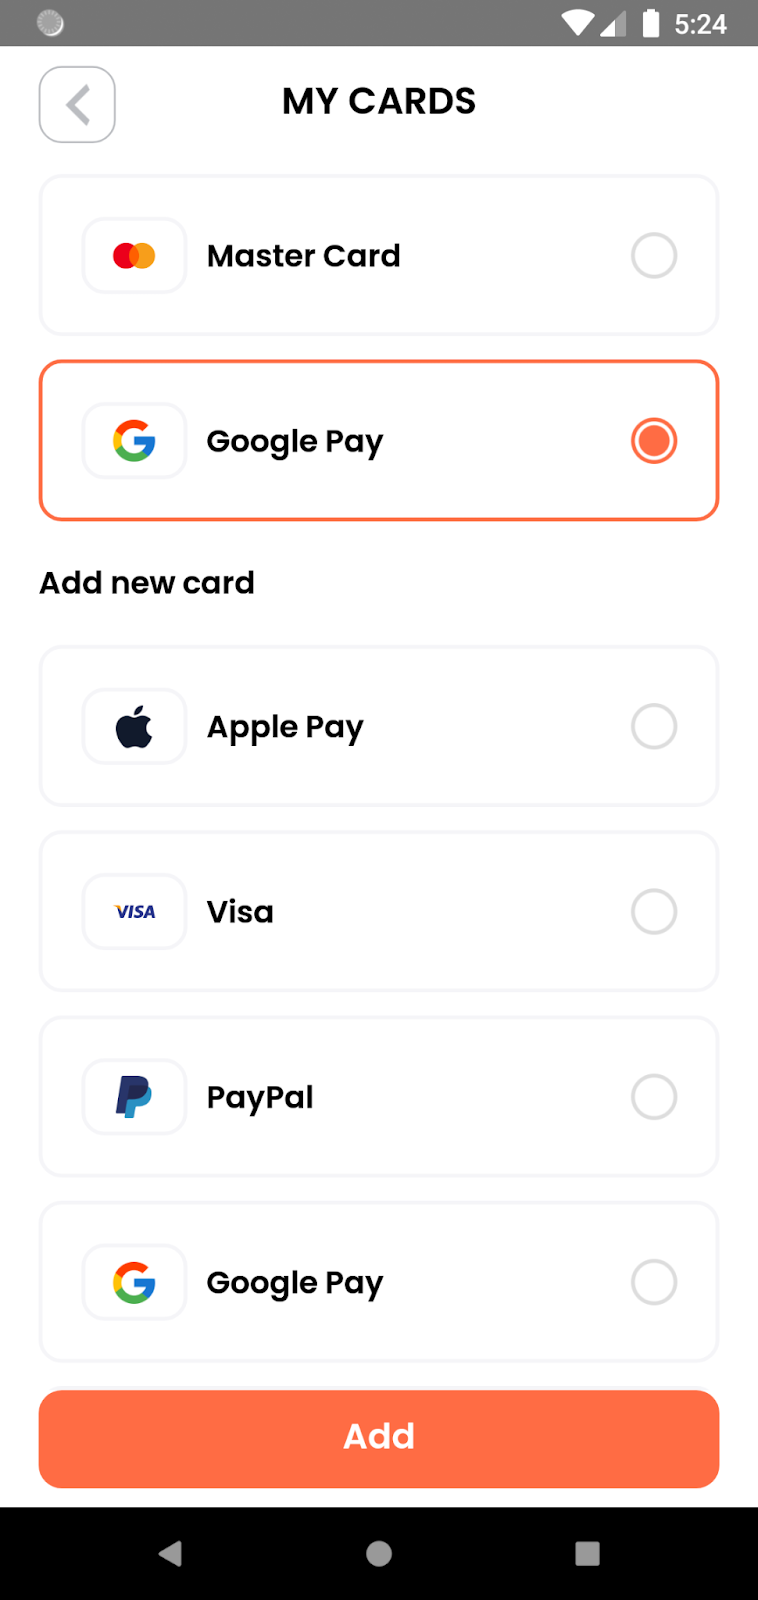 5:24
MY CARDS
Master Card
Google Pay
Add new card
Apple Pay
VISA Visa
PayPal
Google Pay
Add